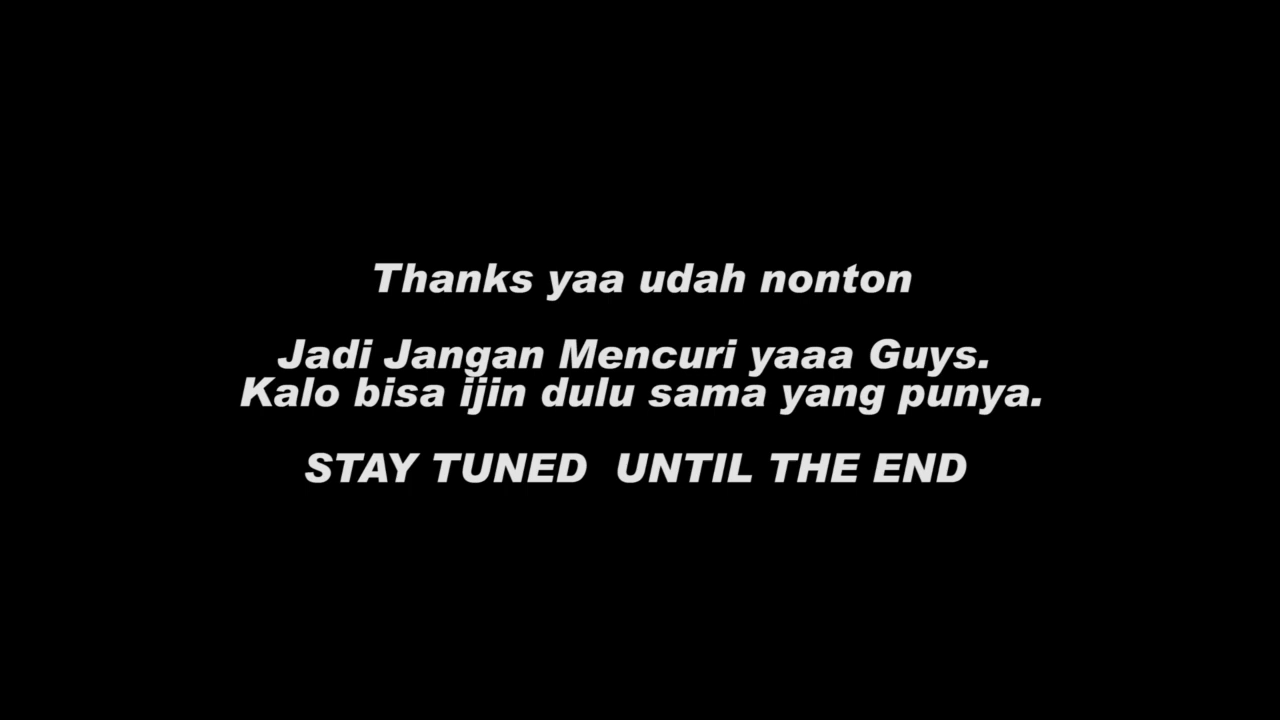 Thanks yaa udah nonton
Jadi Jangan Mencuri yaaa Guys.
Kalo bisa ijin dulu sama yang punya.
STAY TUNED  UNTIL THE END